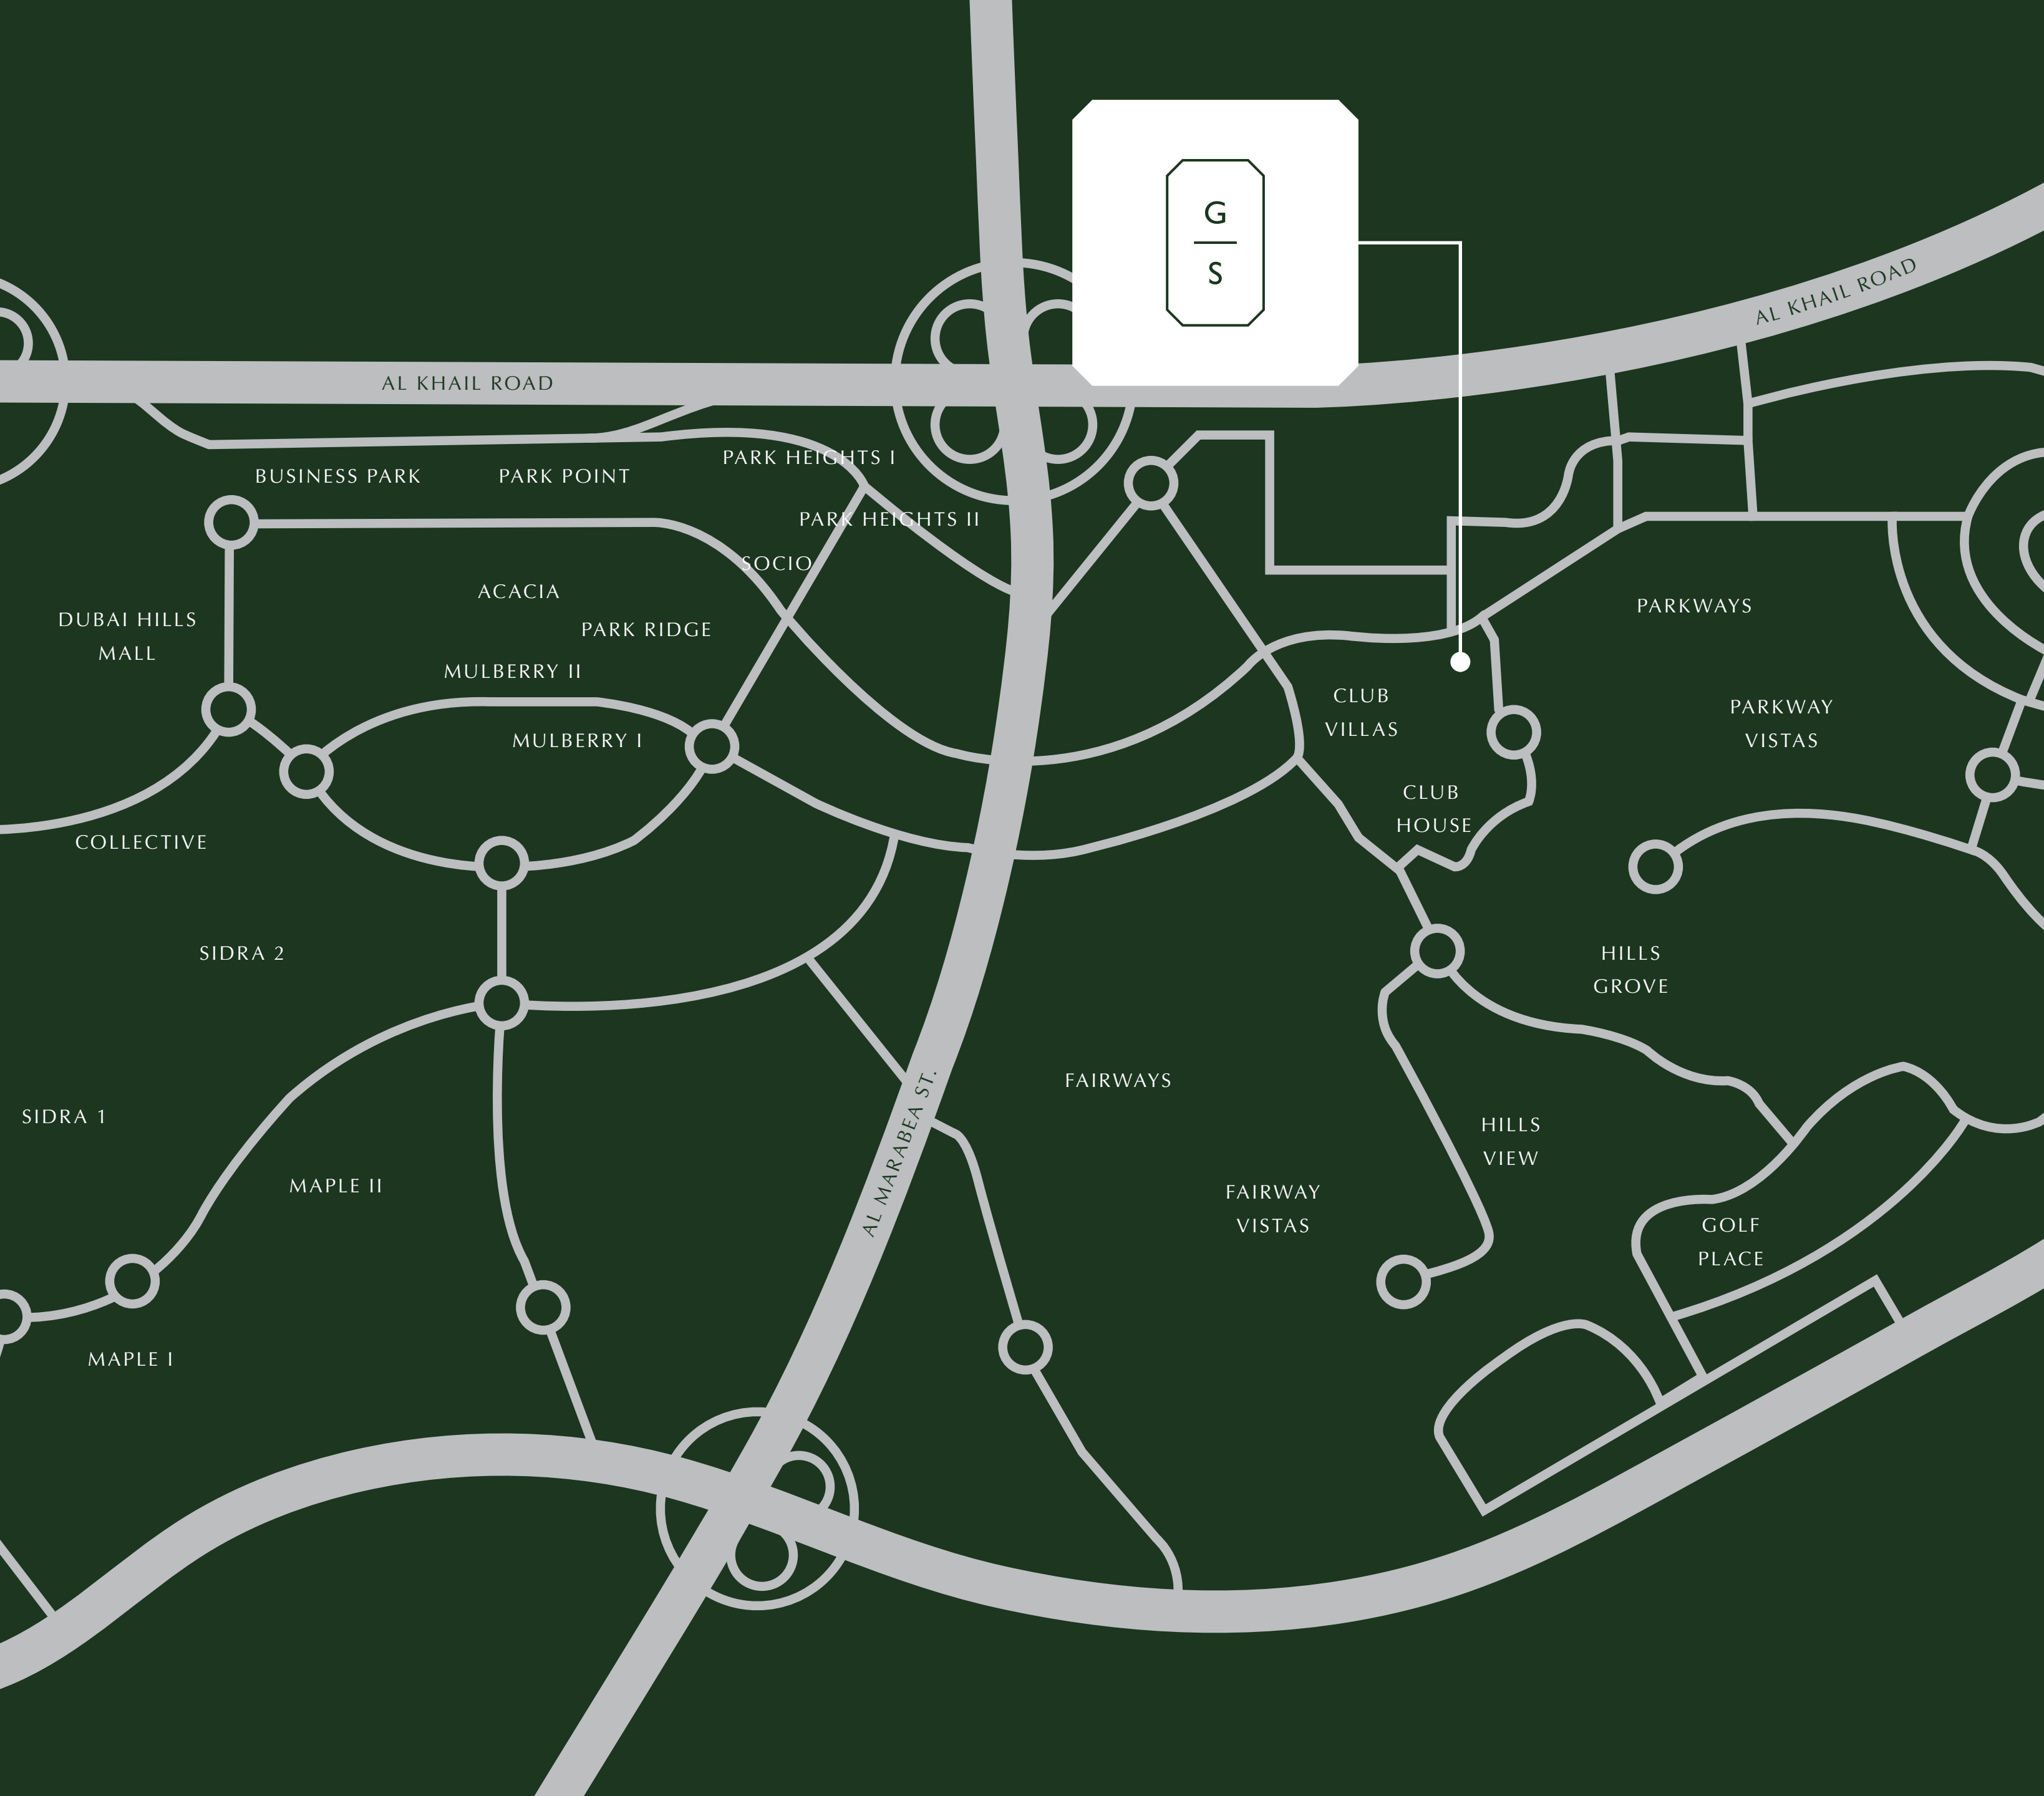 G
S
AL KHAIL ROAD
AL KHAIL ROAD
PARK HEIGHTS I
BUSINESS PARK
PARK POINT
PARK HEIGHTS II
SOCIO
ACACIA
PARKWAYS
DUBAI HILLS
MALL
PARK RIDGE
MULBERRY II
CLUB
VILLAS
PARKWAY
VISTAS
MULBERRY I
CLUB
HOUSE
COLLECTIVE
SIDRA 2
HILLS
GROVE
FAIRWAYS
SIDRA 1
AL MARABEA ST.
HILLS
VIEW
MAPLE II
FAIRWAY
VISTAS
GOLF
PLACE
MAPLE I